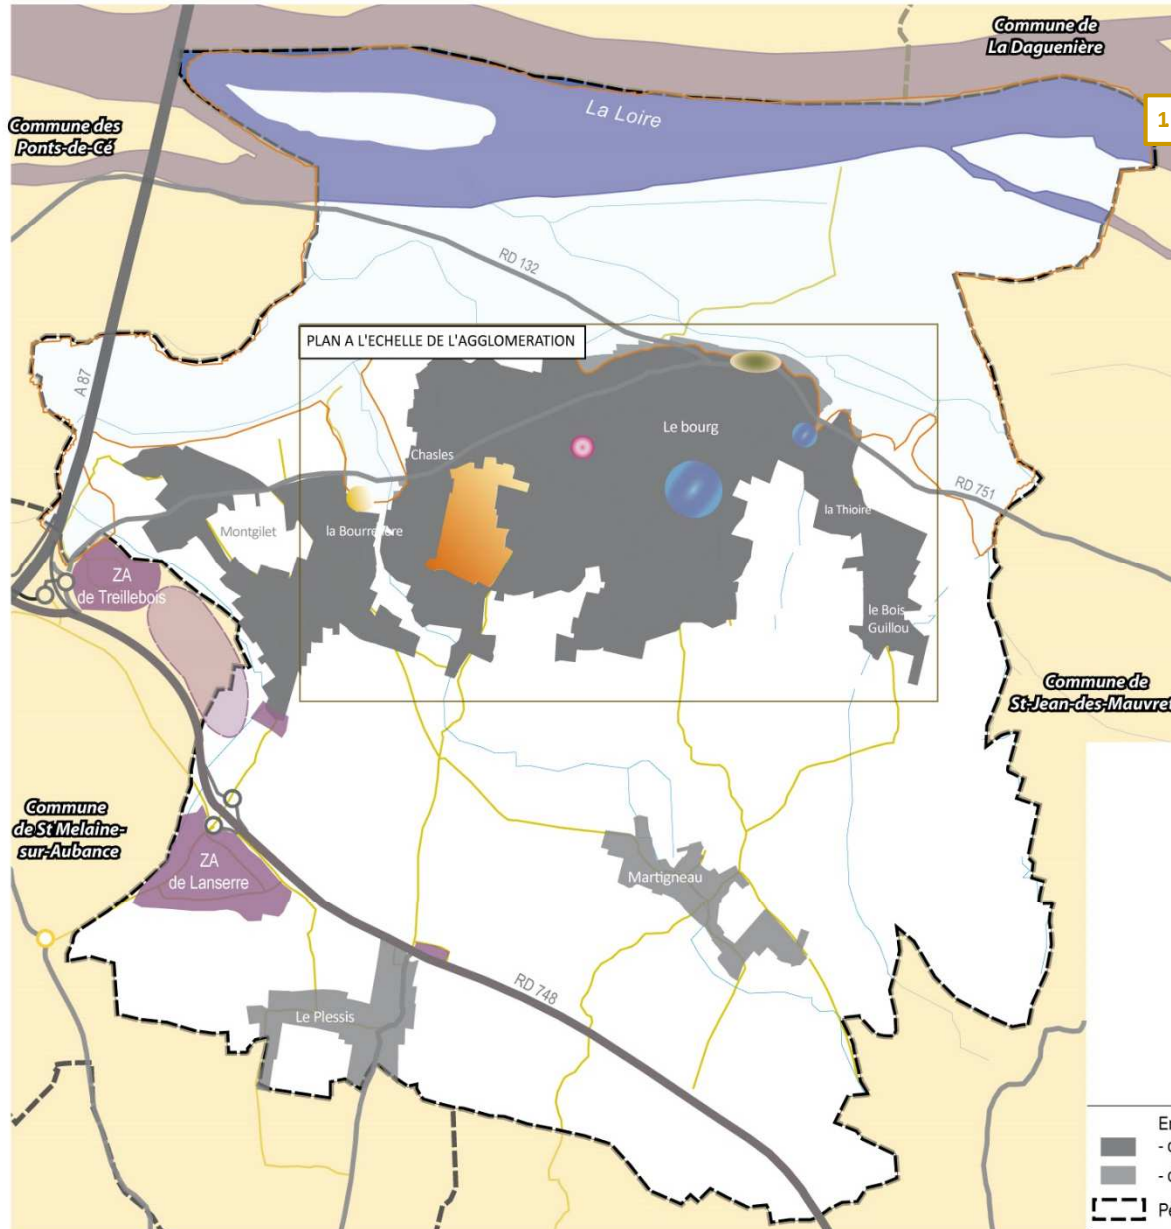 Commune de
La Daguenière
La Loire
1
Commune des
Ponts-de-Cé
RD 132
PLAN A L'ECHELLE DE L'AGGLOMERATION
A 87
Le bourg
Chasles
RD 751
la Thioire
Montgilet
la Bourrelière
ZA
de Treillebois
le Bois
Guillou
Commune de
St-Jean-des-Mauvret
Commune
de St Melaine-
sur-Aubance
ZA
de Lanserre
Martigneau
RD 748
Le Plessis